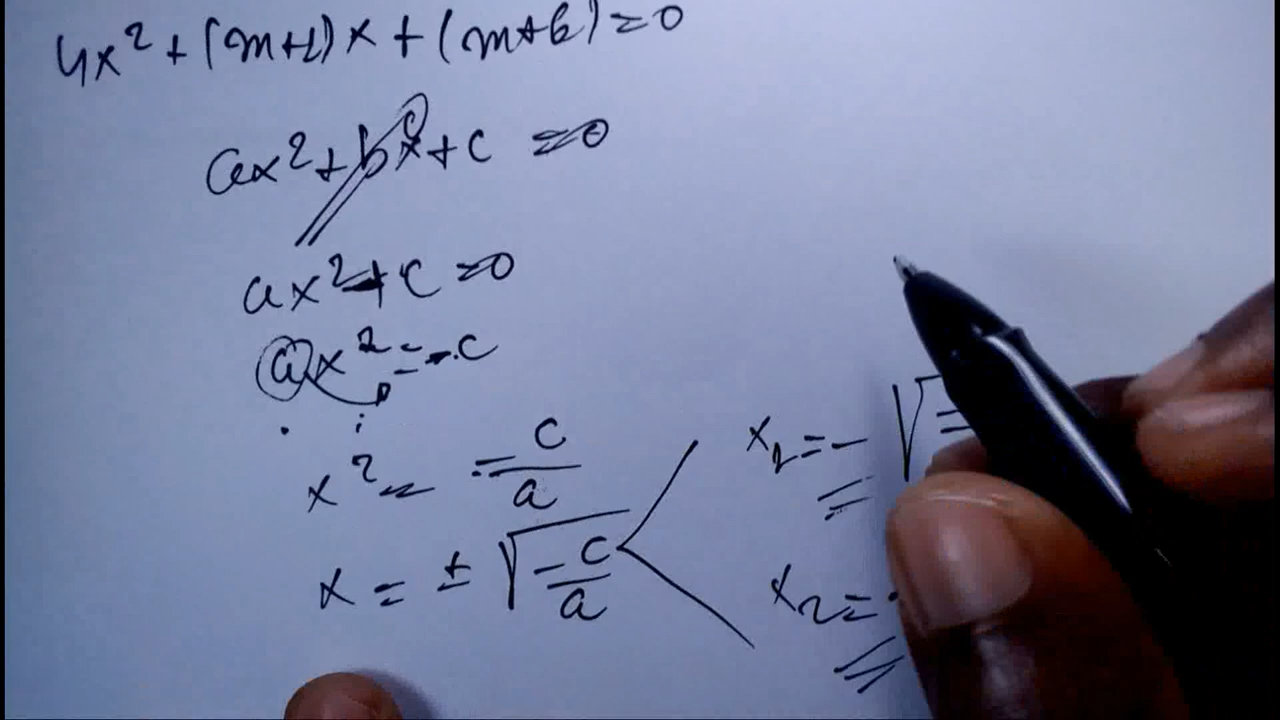 4x² + (m+2)x + (m+6) = 0
ax² + bx + c = 0
ax² + c = 0
ax² = -c
x² = -c/a
x = ± √(-c/a)
x₁ = - √
x₂ =